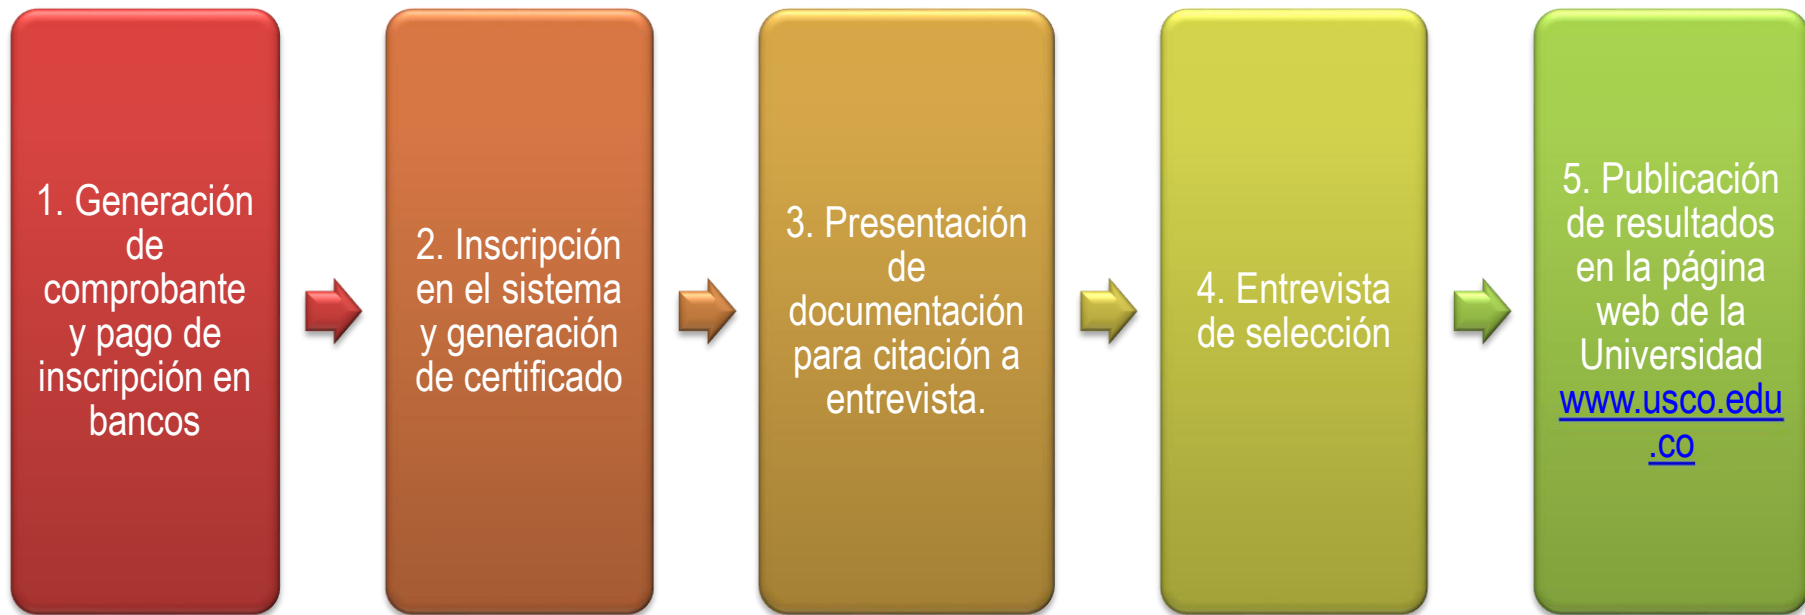 1. Generación
de
comprobante
y pago de
inscripción en
bancos
2. Inscripción
en el sistema
y generación
de certificado
3. Presentación
de
documentación
para citación a
entrevista.
4. Entrevista
de selección
5. Publicación
de resultados
en la página
web de la
Universidad
www.usco.edu
.co